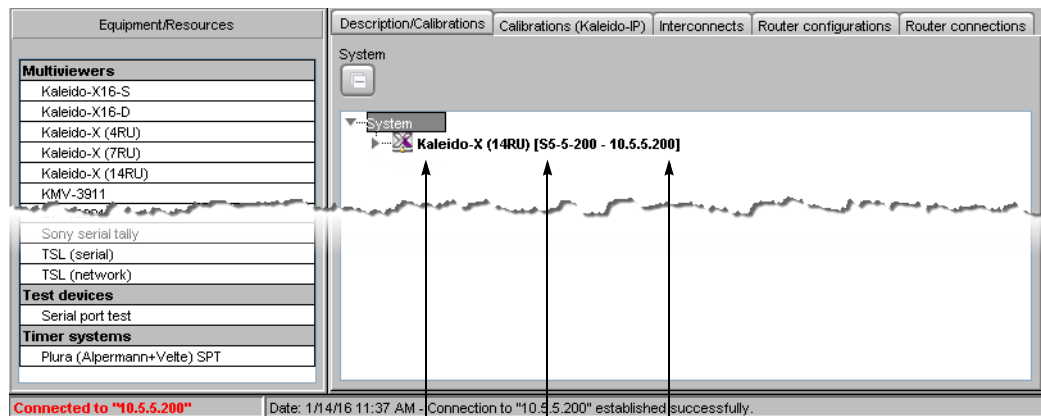 Equipment/Resources
Multiviewers
Kaleido-X16-S
Kaleido-X16-D
Kaleido-X (4RU)
Kaleido-X (7RU)
Kaleido-X (14RU)
KMV-3911
Sony serial tally
TSL (serial)
TSL (network)
Test devices
Serial port test
Timer systems
Plura (Alpermann+Velte) SPT
Description/Calibrations
Calibrations (Kaleido-IP)
Interconnects
Router configurations
Router connections
System
System
Kaleido-X (14RU) [S5-5-200 - 10.5.5.200]
Connected to "10.5.5.200"
Date: 1/14/16 11:37 AM - Connection to "10.5.5.200" established successfully.